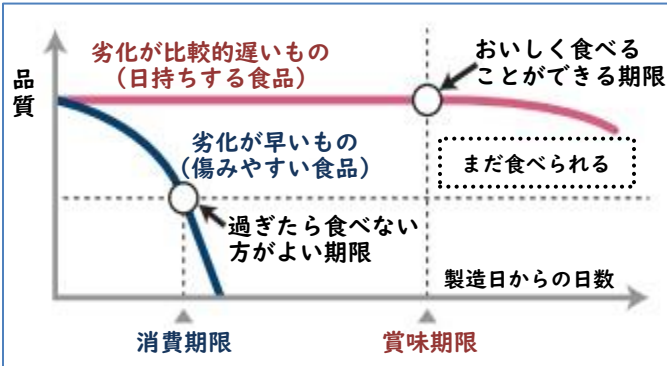 品質
劣化が比較的遅いもの
（日持ちする食品）
おいしく食べる
ことができる期限
劣化が早いもの
（傷みやすい食品）
まだ食べられる
過ぎたら食べない
方がよい期限
製造日からの日数
消費期限
賞味期限